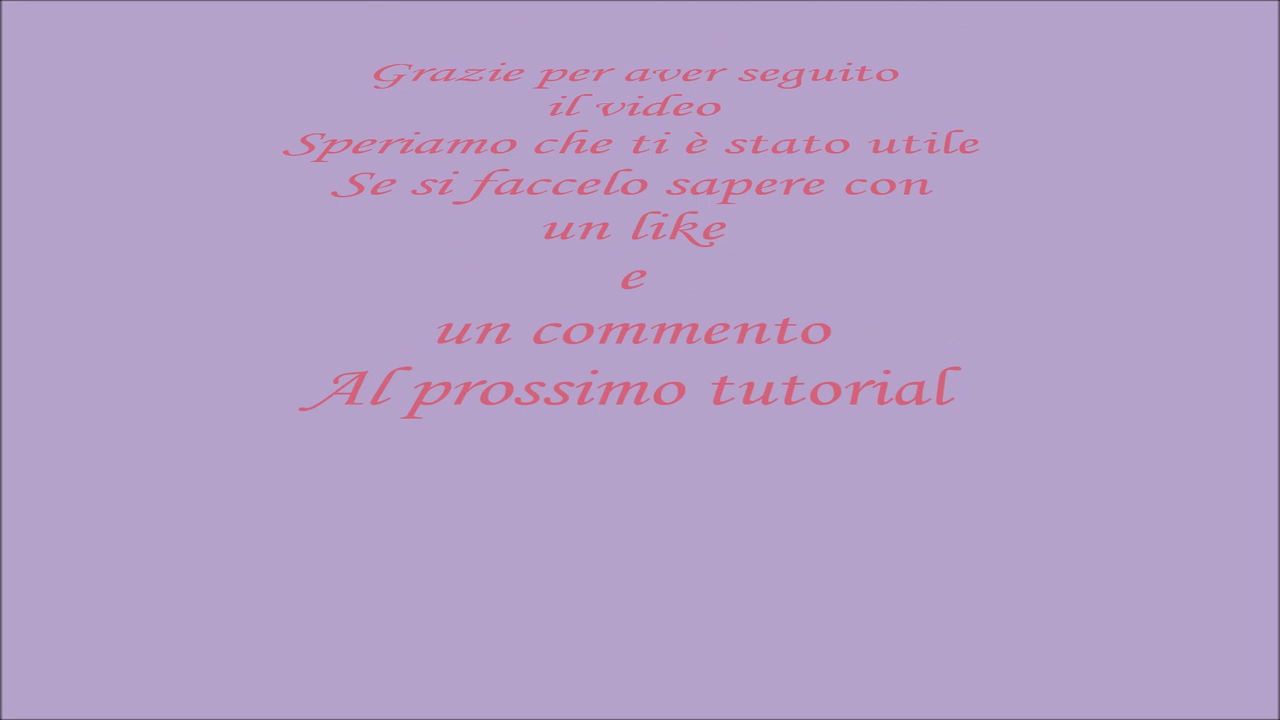 Grazie per aver seguito
il video
Speriamo che ti è stato utile
Se si faccelo sapere con
un like
e
un commento
Al prossimo tutorial